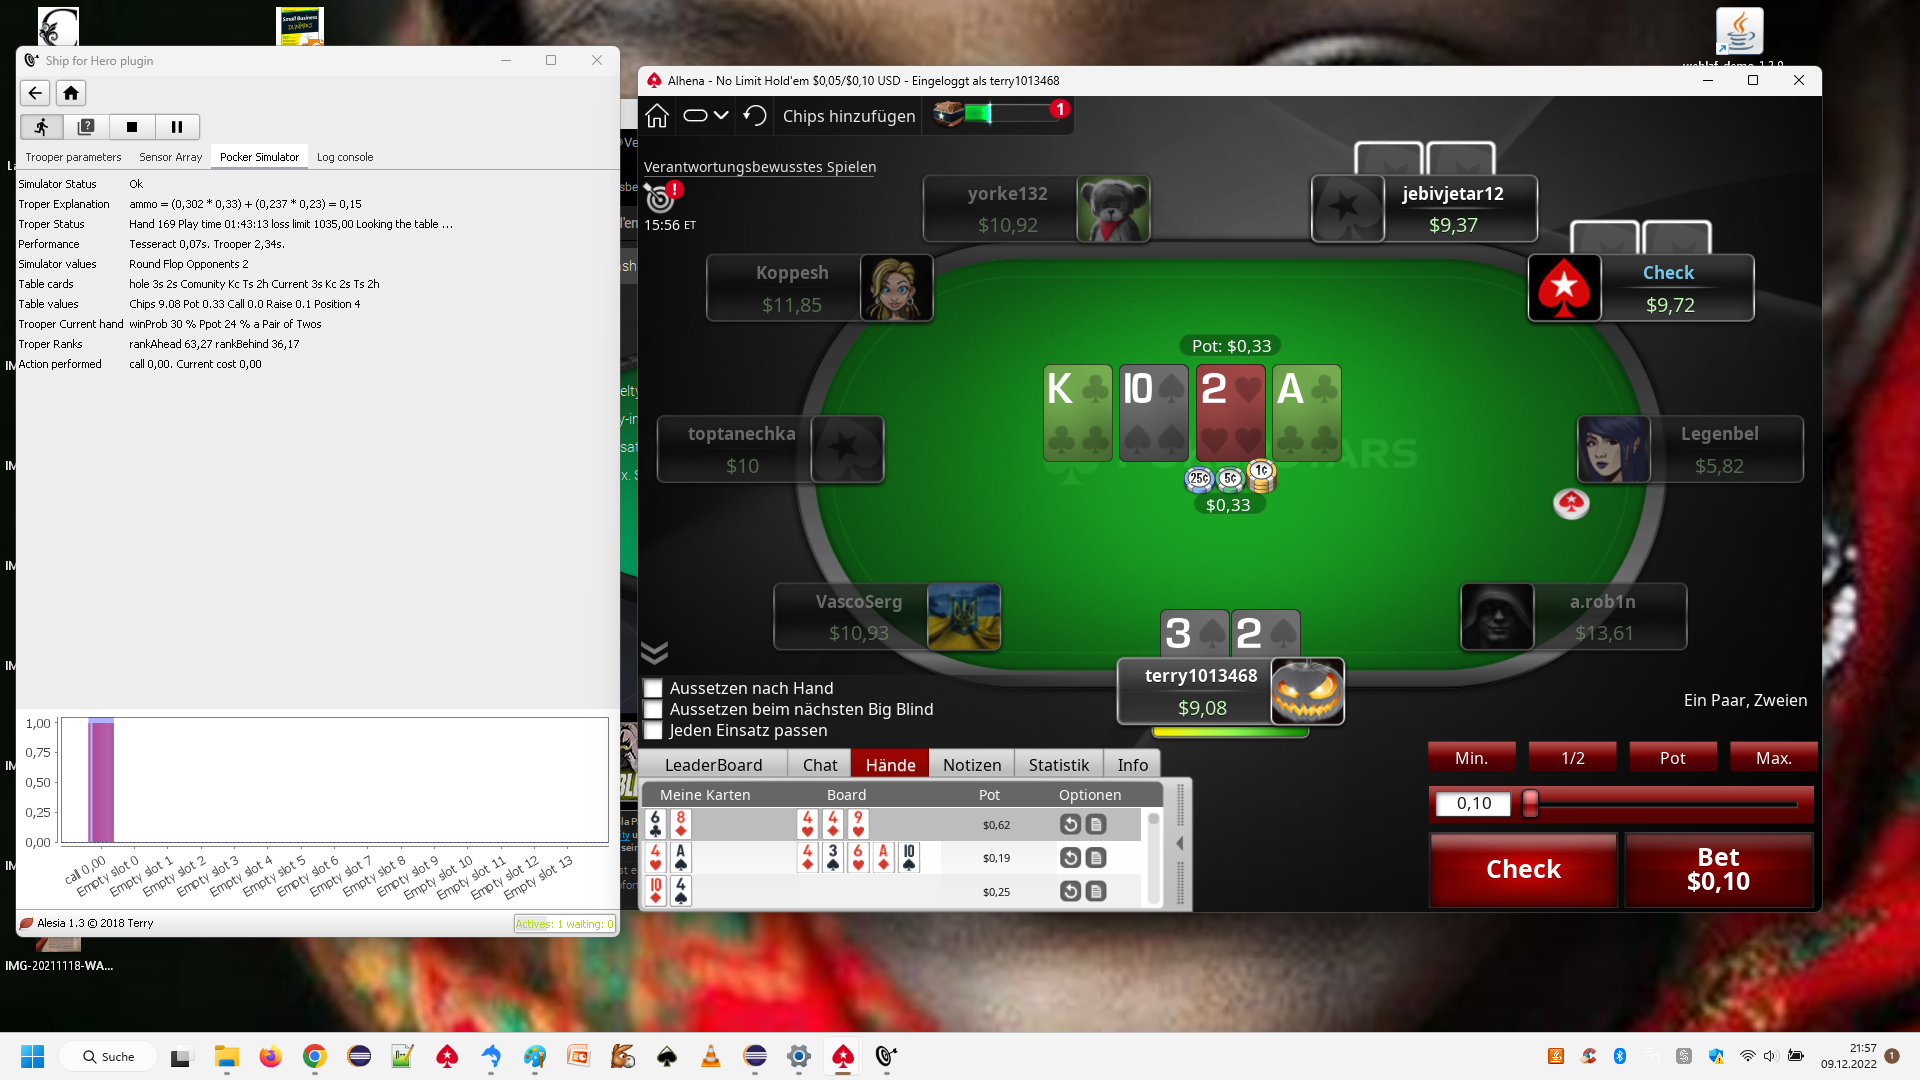 Small Business
DUMMIES
Ship for Hero plugin
Trooper parameters
Sensor Array
Pocker Simulator
Log console
Simulator Status Ok
Troper Explanation ammo = (0,302 * 0,33) + (0,237 * 0,23) = 0,15
Troper Status Hand 169 Play time 01:43:13 loss limit 1035,00 Looking the table ...
Performance Tesseract 0,07s. Trooper 2,34s.
Simulator values Round Flop Opponents 2
Table cards hole 3s 2s Comunity Kc Ts 2h Current 3s Kc 2s Ts 2h
Table values Chips 9.08 Pot 0.33 Call 0.0 Raise 0.1 Position 4
Trooper Current hand winProb 30 % Ppot 24 % a Pair of Twos
Troper Ranks rankAhead 63,27 rankBehind 36,17
Action performed call 0,00. Current cost 0,00
1,00
0,75
0,50
0,25
0,00
call 0,00
Empty slot 0
Empty slot 1
Empty slot 2
Empty slot 3
Empty slot 4
Empty slot 5
Empty slot 6
Empty slot 7
Empty slot 8
Empty slot 9
Empty slot 10
Empty slot 11
Empty slot 12
Empty slot 13
Alesia 1.3 © 2018 Terry
Actives: 1 waiting: 0
IMG-20211118-WA...
Alhena - No Limit Hold'em $0,05/$0,10 USD - Eingeloggt als terry1013468
Chips hinzufügen
1
Verantwortungsbewusstes Spielen
15:56 ET
yorke132
$10,92
jebivjetar12
$9,37
Koppesh
$11,85
Check
$9,72
Pot: $0,33
K 10 2 A
25¢ 5¢ 1¢
$0,33
toptanechka
$10
Legenbel
$5,82
VascoSerg
$10,93
a.rob1n
$13,61
3 2
terry1013468
$9,08
Aussetzen nach Hand
Aussetzen beim nächsten Big Blind
Jeden Einsatz passen
Ein Paar, Zweien
LeaderBoard Chat Hände Notizen Statistik Info
Meine Karten Board Pot Optionen
6 8 4 4 9 $0,62
4 A 4 3 6 A 10 $0,19
10 4 $0,25
Min. 1/2 Pot Max.
0,10
Check
Bet
$0,10
Suche
21:57
09.12.2022
1